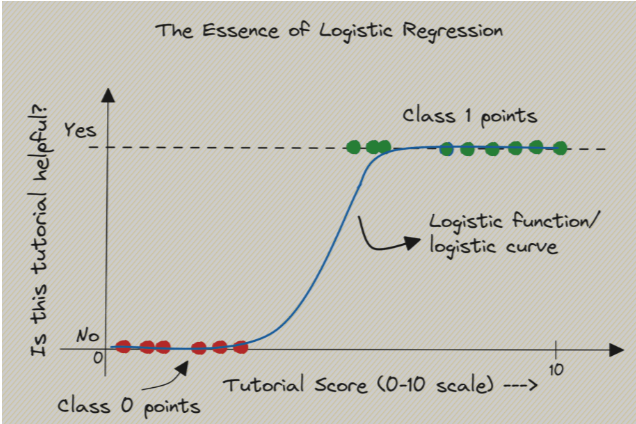 The Essence of Logistic Regression
Is this tutorial helpful?
Yes
Class 1 points
Logistic function/
logistic curve
No
0
10
Tutorial Score (0-10 scale) --->
Class 0 points